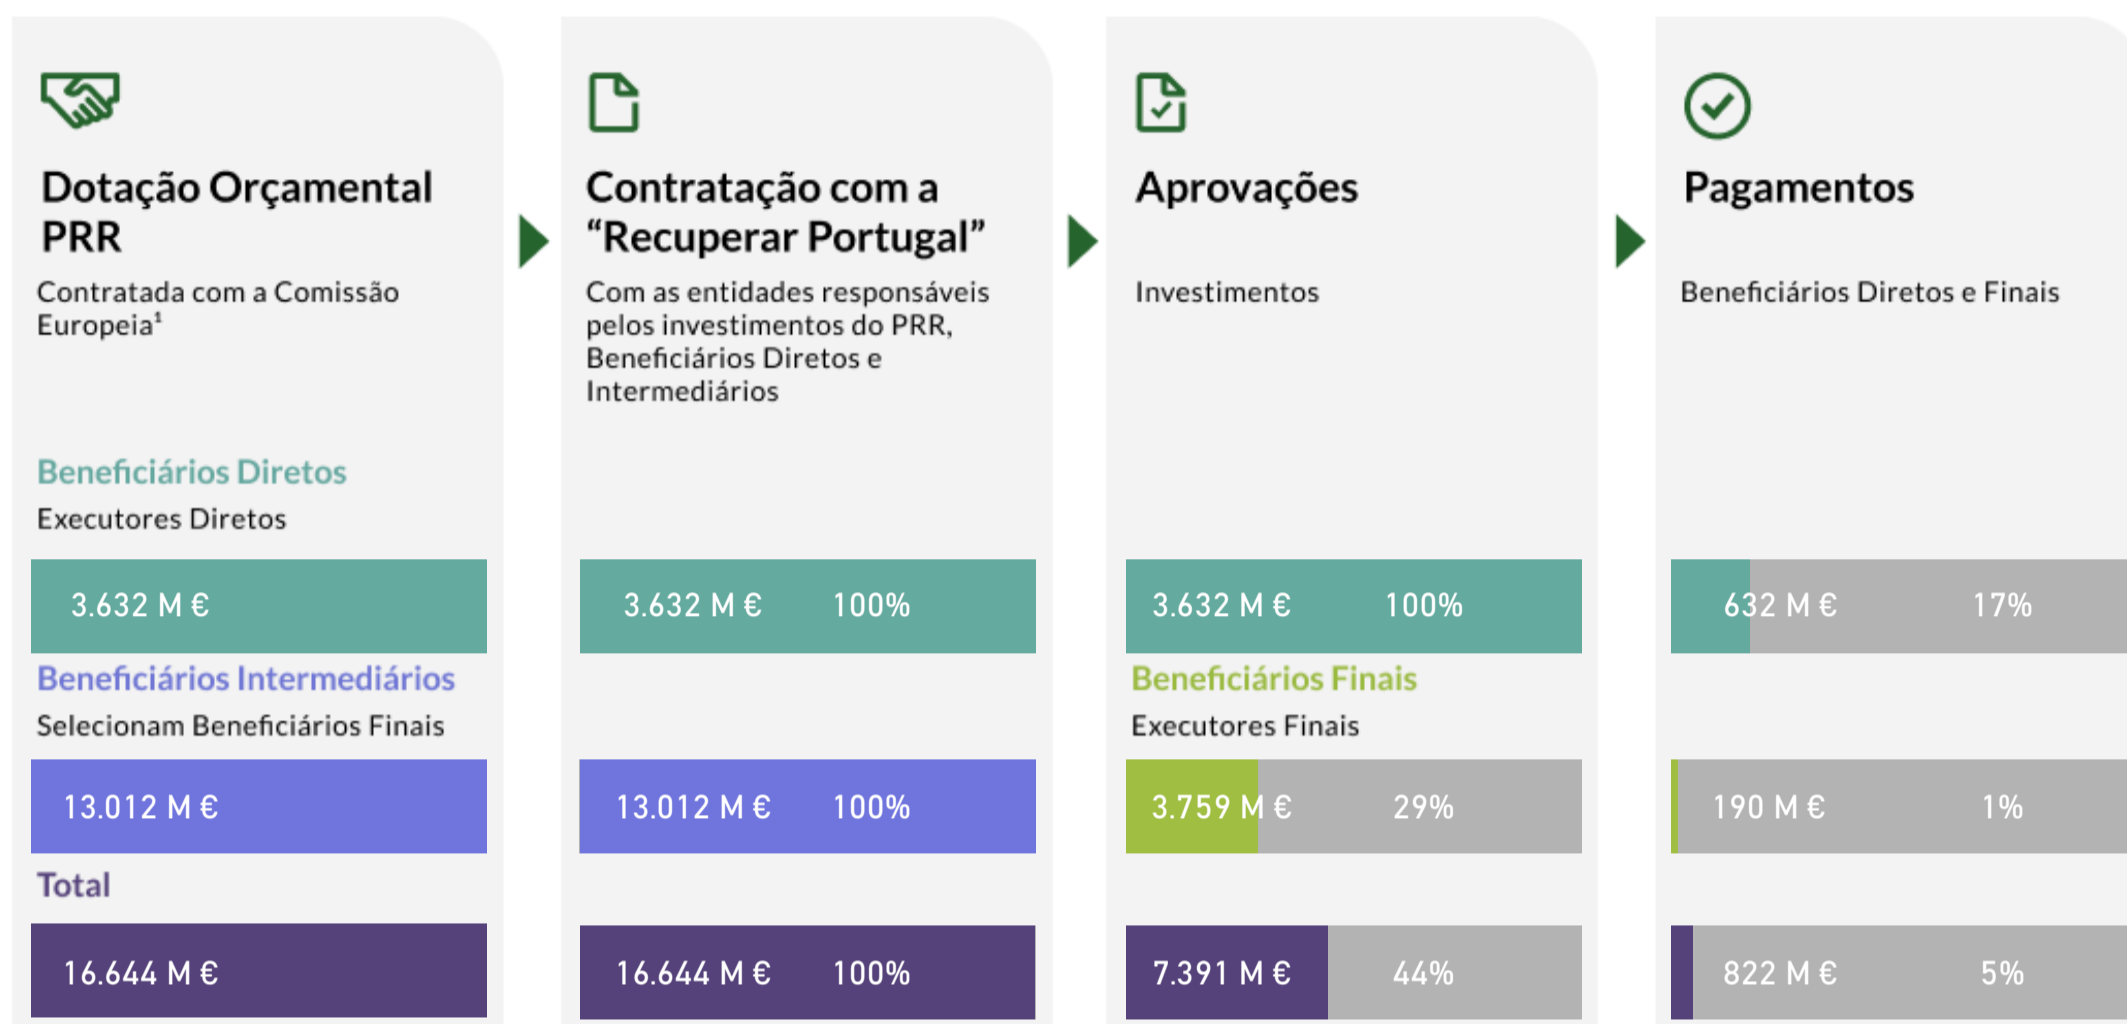 Dotação Orçamental
PRR
Contratada com a Comissão
Europeia¹
Contratação com a
“Recuperar Portugal”
Com as entidades responsáveis
pelos investimentos do PRR,
Beneficiários Diretos e
Intermediários
Aprovações
Investimentos
Pagamentos
Beneficiários Diretos e Finais
Beneficiários Diretos
Executores Diretos
3.632 M €
3.632 M € 100%
3.632 M € 100%
632 M € 17%
Beneficiários Intermediários
Selecionam Beneficiários Finais
Beneficiários Finais
Executores Finais
13.012 M €
13.012 M € 100%
3.759 M € 29%
190 M € 1%
Total
16.644 M €
16.644 M € 100%
7.391 M € 44%
822 M € 5%